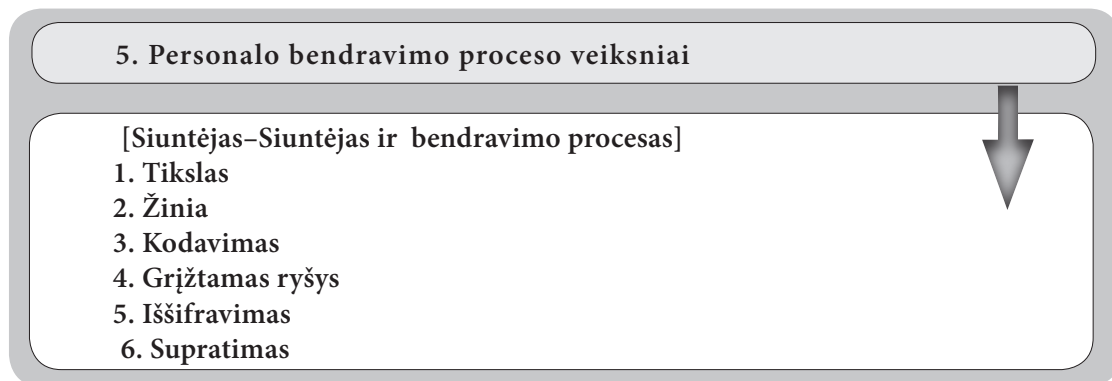 5. Personalo bendravimo proceso veiksniai
[Siuntėjas–Siuntėjas ir bendravimo procesas]
1. Tikslas
2. Žinia
3. Kodavimas
4. Grįžtamas ryšys
5. Iššifravimas
6. Supratimas